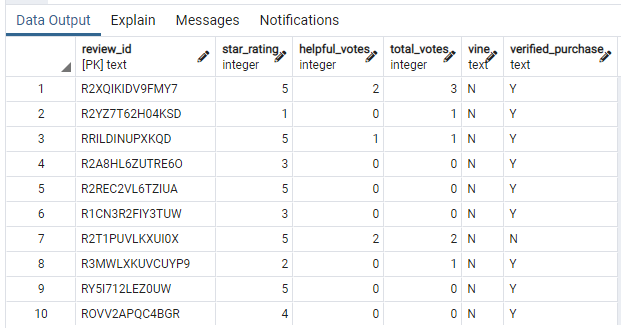 Data Output Explain Messages Notifications
review_id star_rating helpful_votes total_votes vine verified_purchase
[PK] text integer integer integer text text
1 R2XQIKIDV9FMY7 5 2 3 N Y
2 R2YZ7T62H04KSD 1 0 1 N Y
3 RRILDINUPXKQD 5 1 1 N Y
4 R2A8HL6ZUTRE6O 3 0 0 N Y
5 R2REC2VL6TZIUA 5 0 0 N Y
6 R1CN3R2FIY3TUW 3 0 0 N Y
7 R2T1PUVLKXUI0X 5 2 2 N N
8 R3MWLXKUVCUYP9 2 0 1 N Y
9 RY5I712LEZ0UW 5 0 0 N Y
10 ROVV2APQC4BGR 4 0 0 N Y